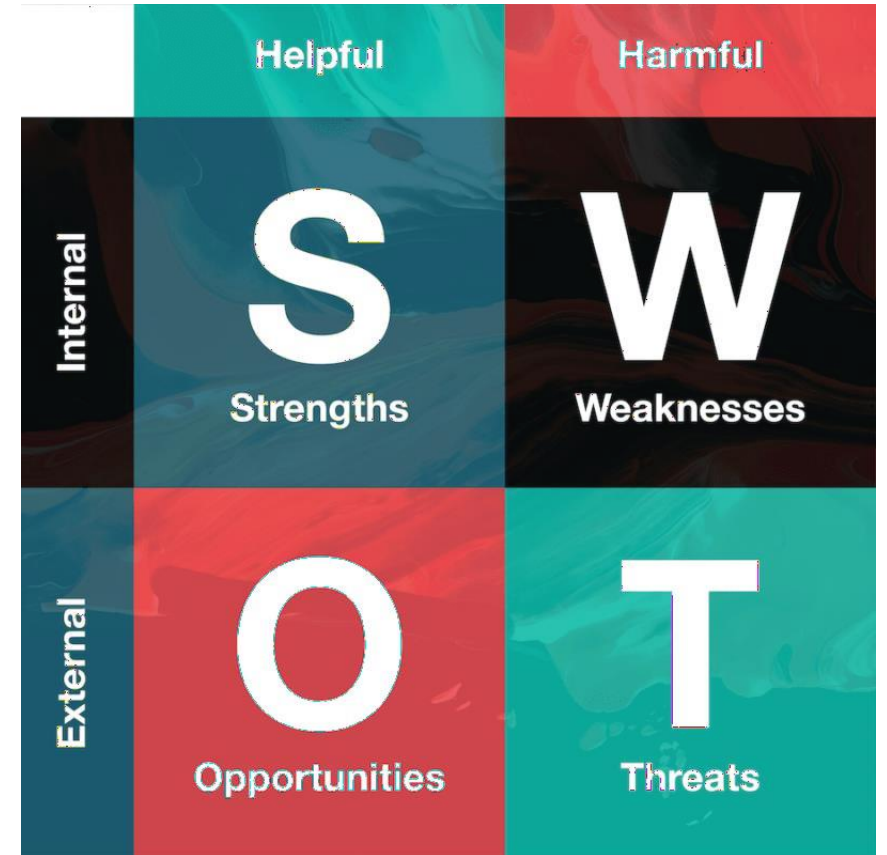 Helpful
Harmful
Internal
S
Strengths
W
Weaknesses
External
O
Opportunities
T
Threats